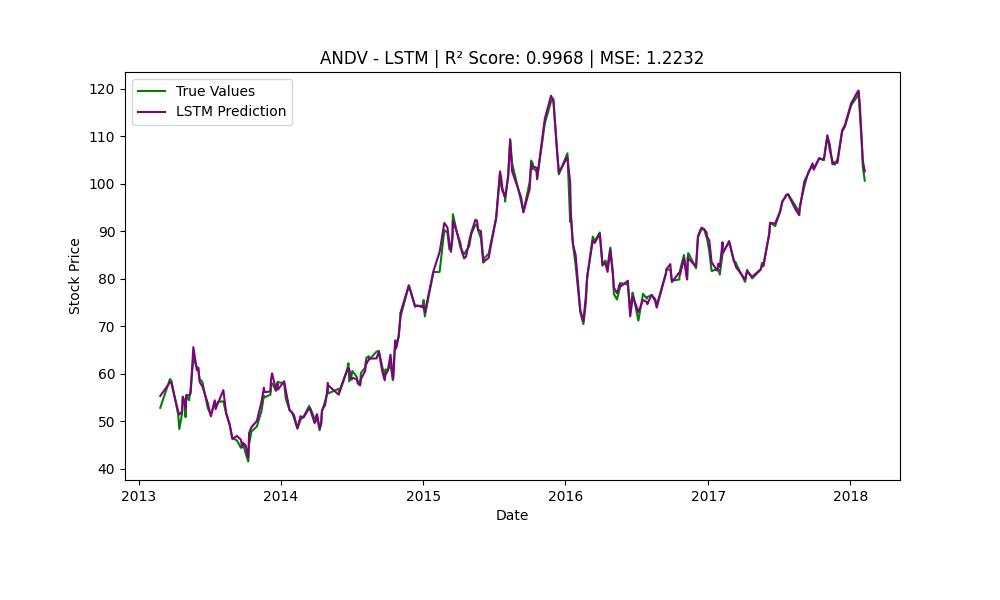 ANDV - LSTM | R² Score: 0.9968 | MSE: 1.2232
True Values
LSTM Prediction
120
110
100
90
80
70
60
50
40
Stock Price
2013 2014 2015 2016 2017 2018
Date